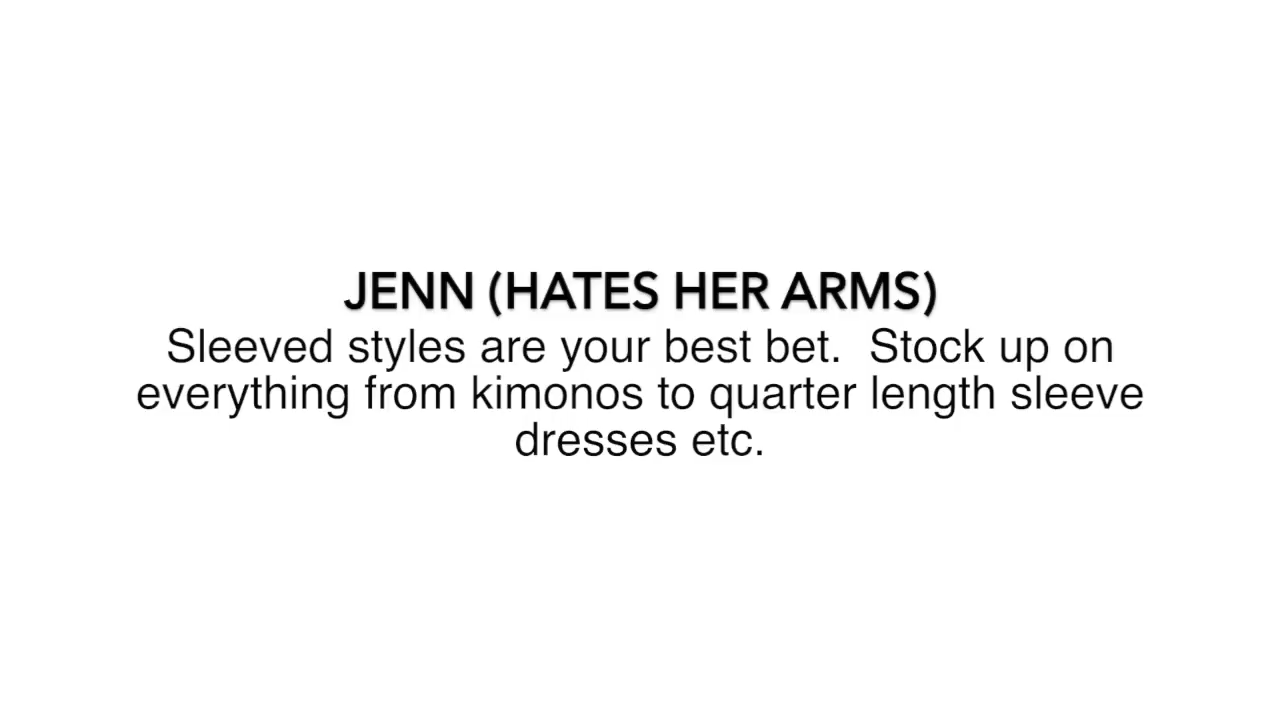 JENN (HATES HER ARMS)
Sleeved styles are your best bet.  Stock up on
everything from kimonos to quarter length sleeve
dresses etc.